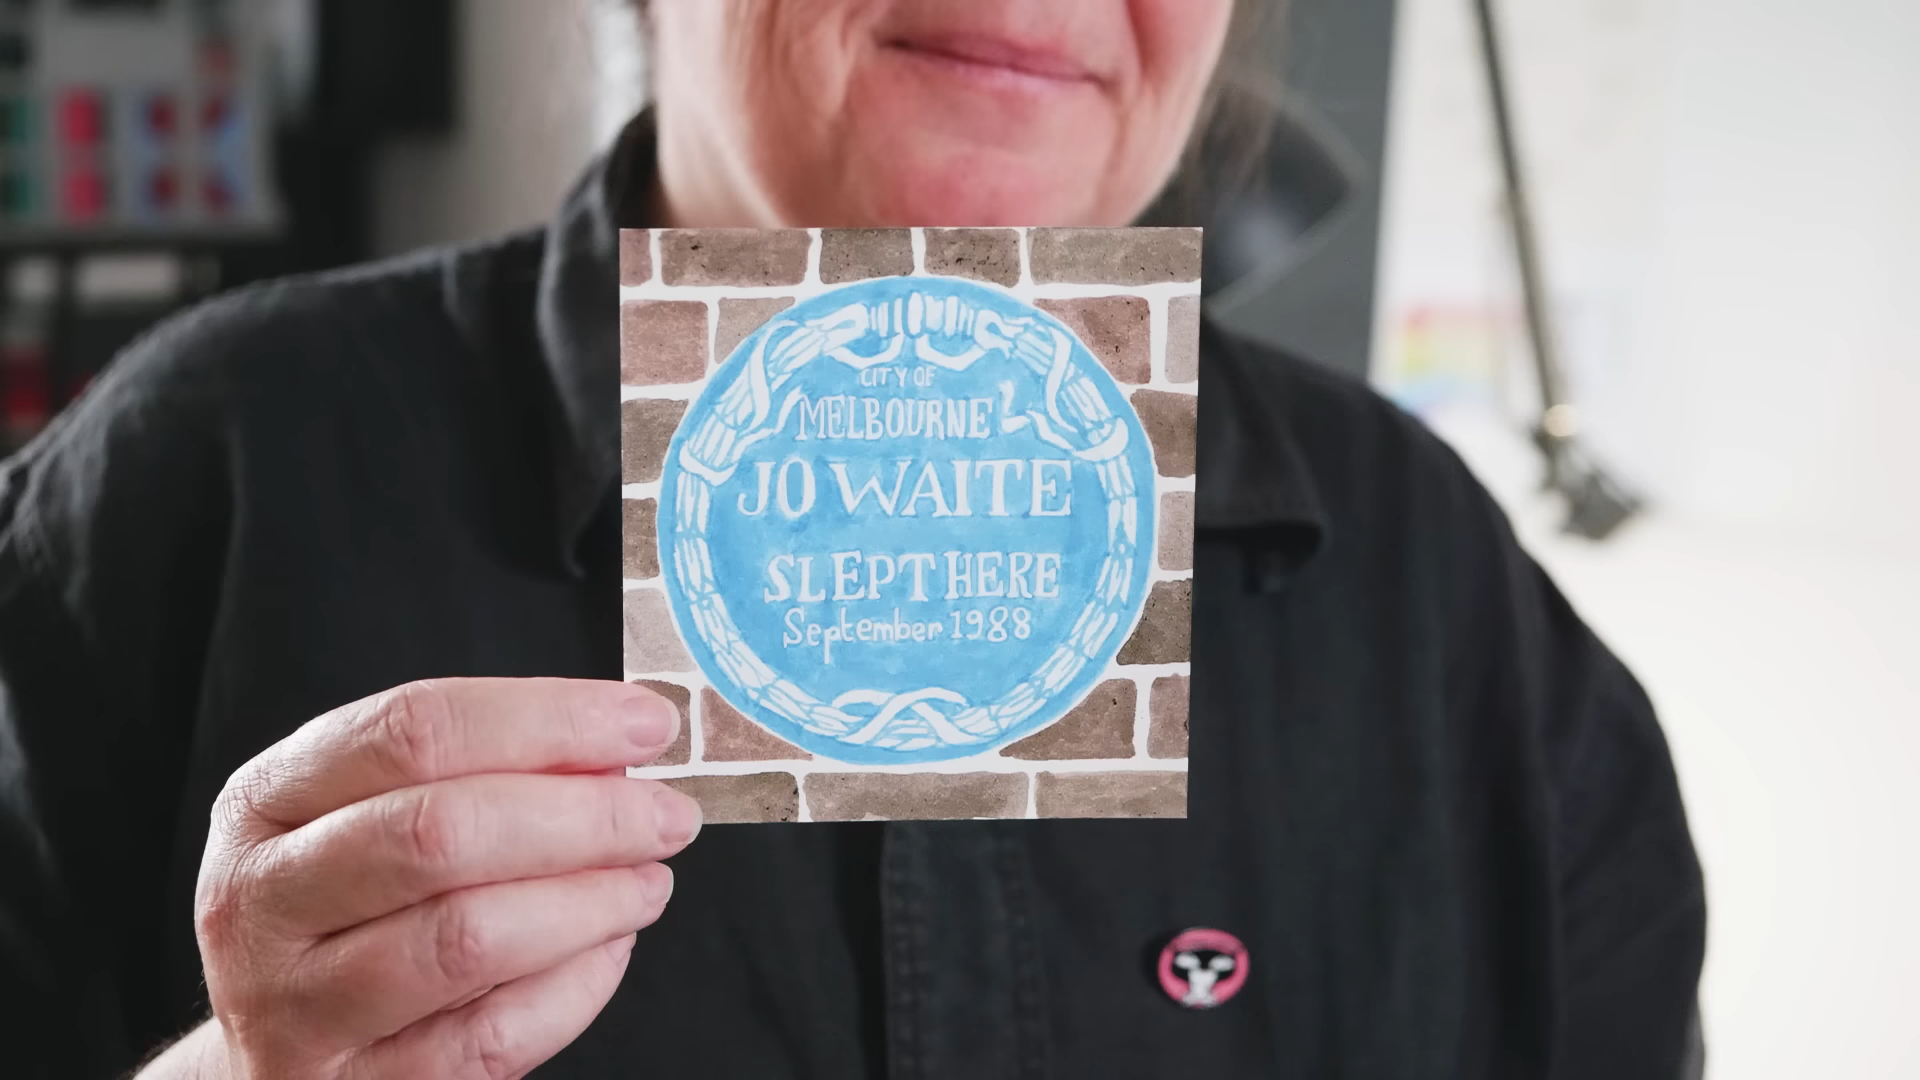 CITY OF
MELBOURNE
JO WAITE
SLEPT HERE
September 1988